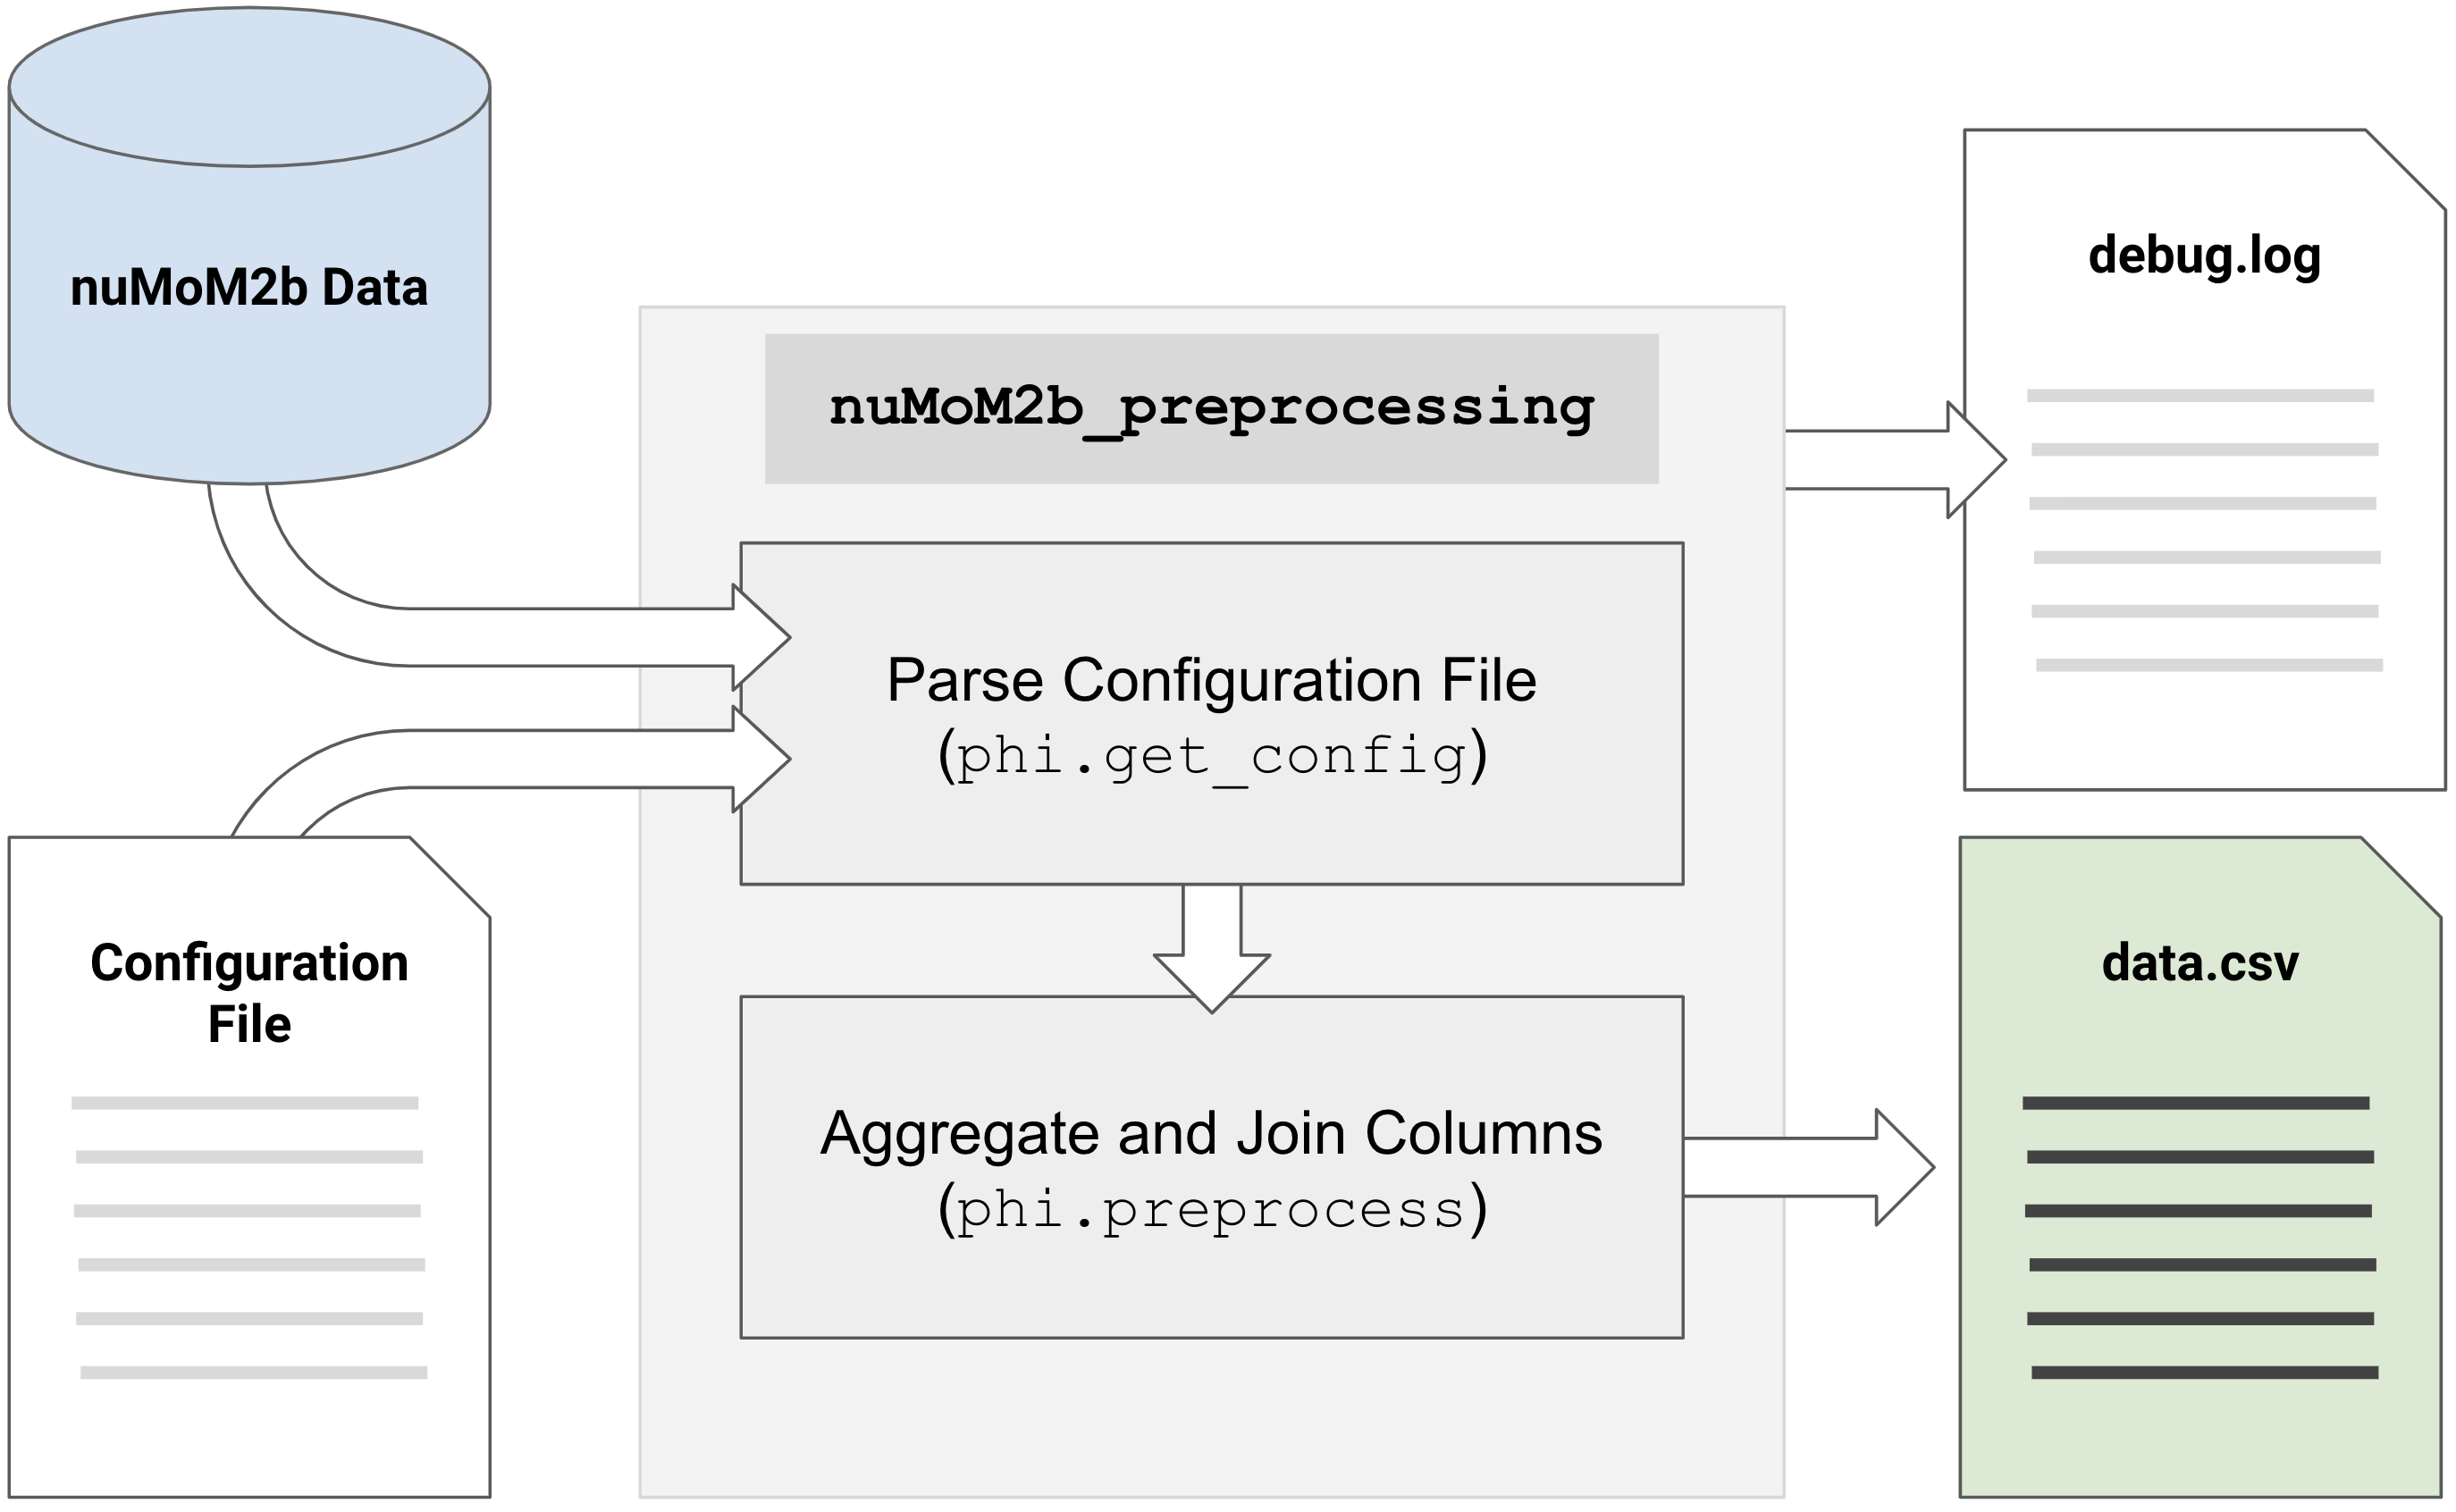 nuMoM2b Data
Configuration
File
nuMoM2b_preprocessing
Parse Configuration File
(phi.get_config)
Aggregate and Join Columns
(phi.preprocess)
debug.log
data.csv